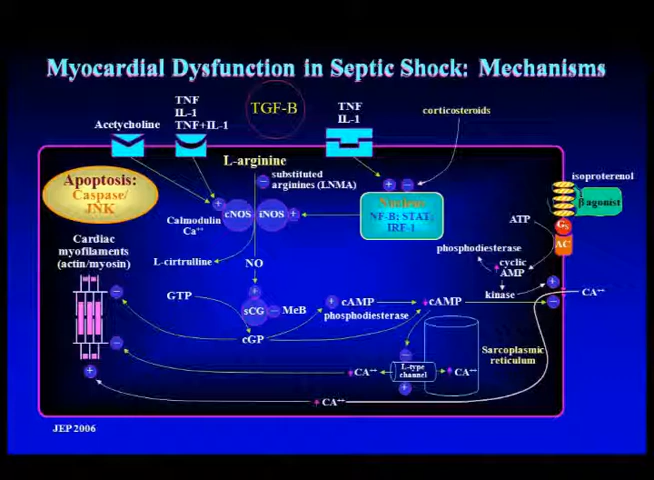 Myocardial Dysfunction in Septic Shock: Mechanisms
TNF
IL-1
TNF+IL-1
TGF-B
TNF
IL-1
corticosteroids
Acetycholine
L-arginine
substituted
arginines (LNMA)
isoproterenol
β agonist
Apoptosis:
Caspase/
JNK
Nucleus
NF-B; STAT,
IRF-1
cNOS
iNOS
Calmodulin
Ca++
ATP
Gs
AC
Cardiac
myofilaments
(actin/myosin)
L-cirtrulline
NO
phosphodiesterase
cyclic
AMP
kinase
CA++
GTP
sCG
MeB
cAMP
phosphodiesterase
cAMP
cGP
Sarcoplasmic
reticulum
CA++
L-type
channel
CA++
CA++
JEP 2006